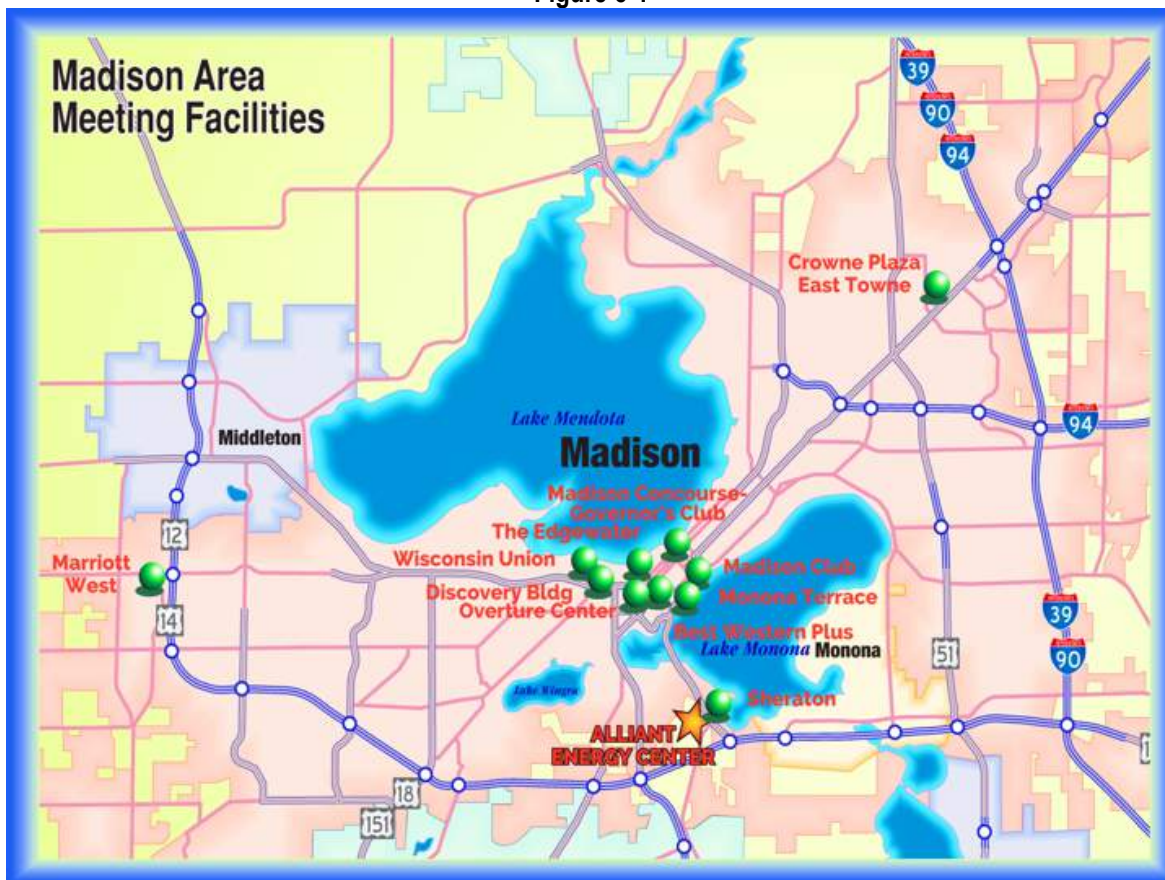 Madison Area
Meeting Facilities
39
90
94
Crowne Plaza
East Towne
94
Lake Mendota
Middleton
Madison
Madison Concourse-
Governor's Club
The Edgewater
12
Wisconsin Union
Marriott
West
Madison Club
Discovery Bldg
Overture Center
Monona Terrace
14
39
Best Western Plus
Lake Monona
Monona
51
90
Lake Wingra
Sheraton
ALLIANT
ENERGY CENTER
18
151